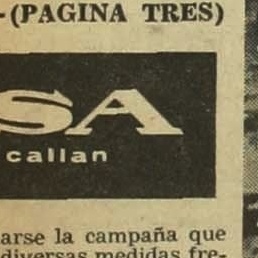 -(PAGINA TRES)
SA
callan
arse la campaña que
diversas medidas fre-